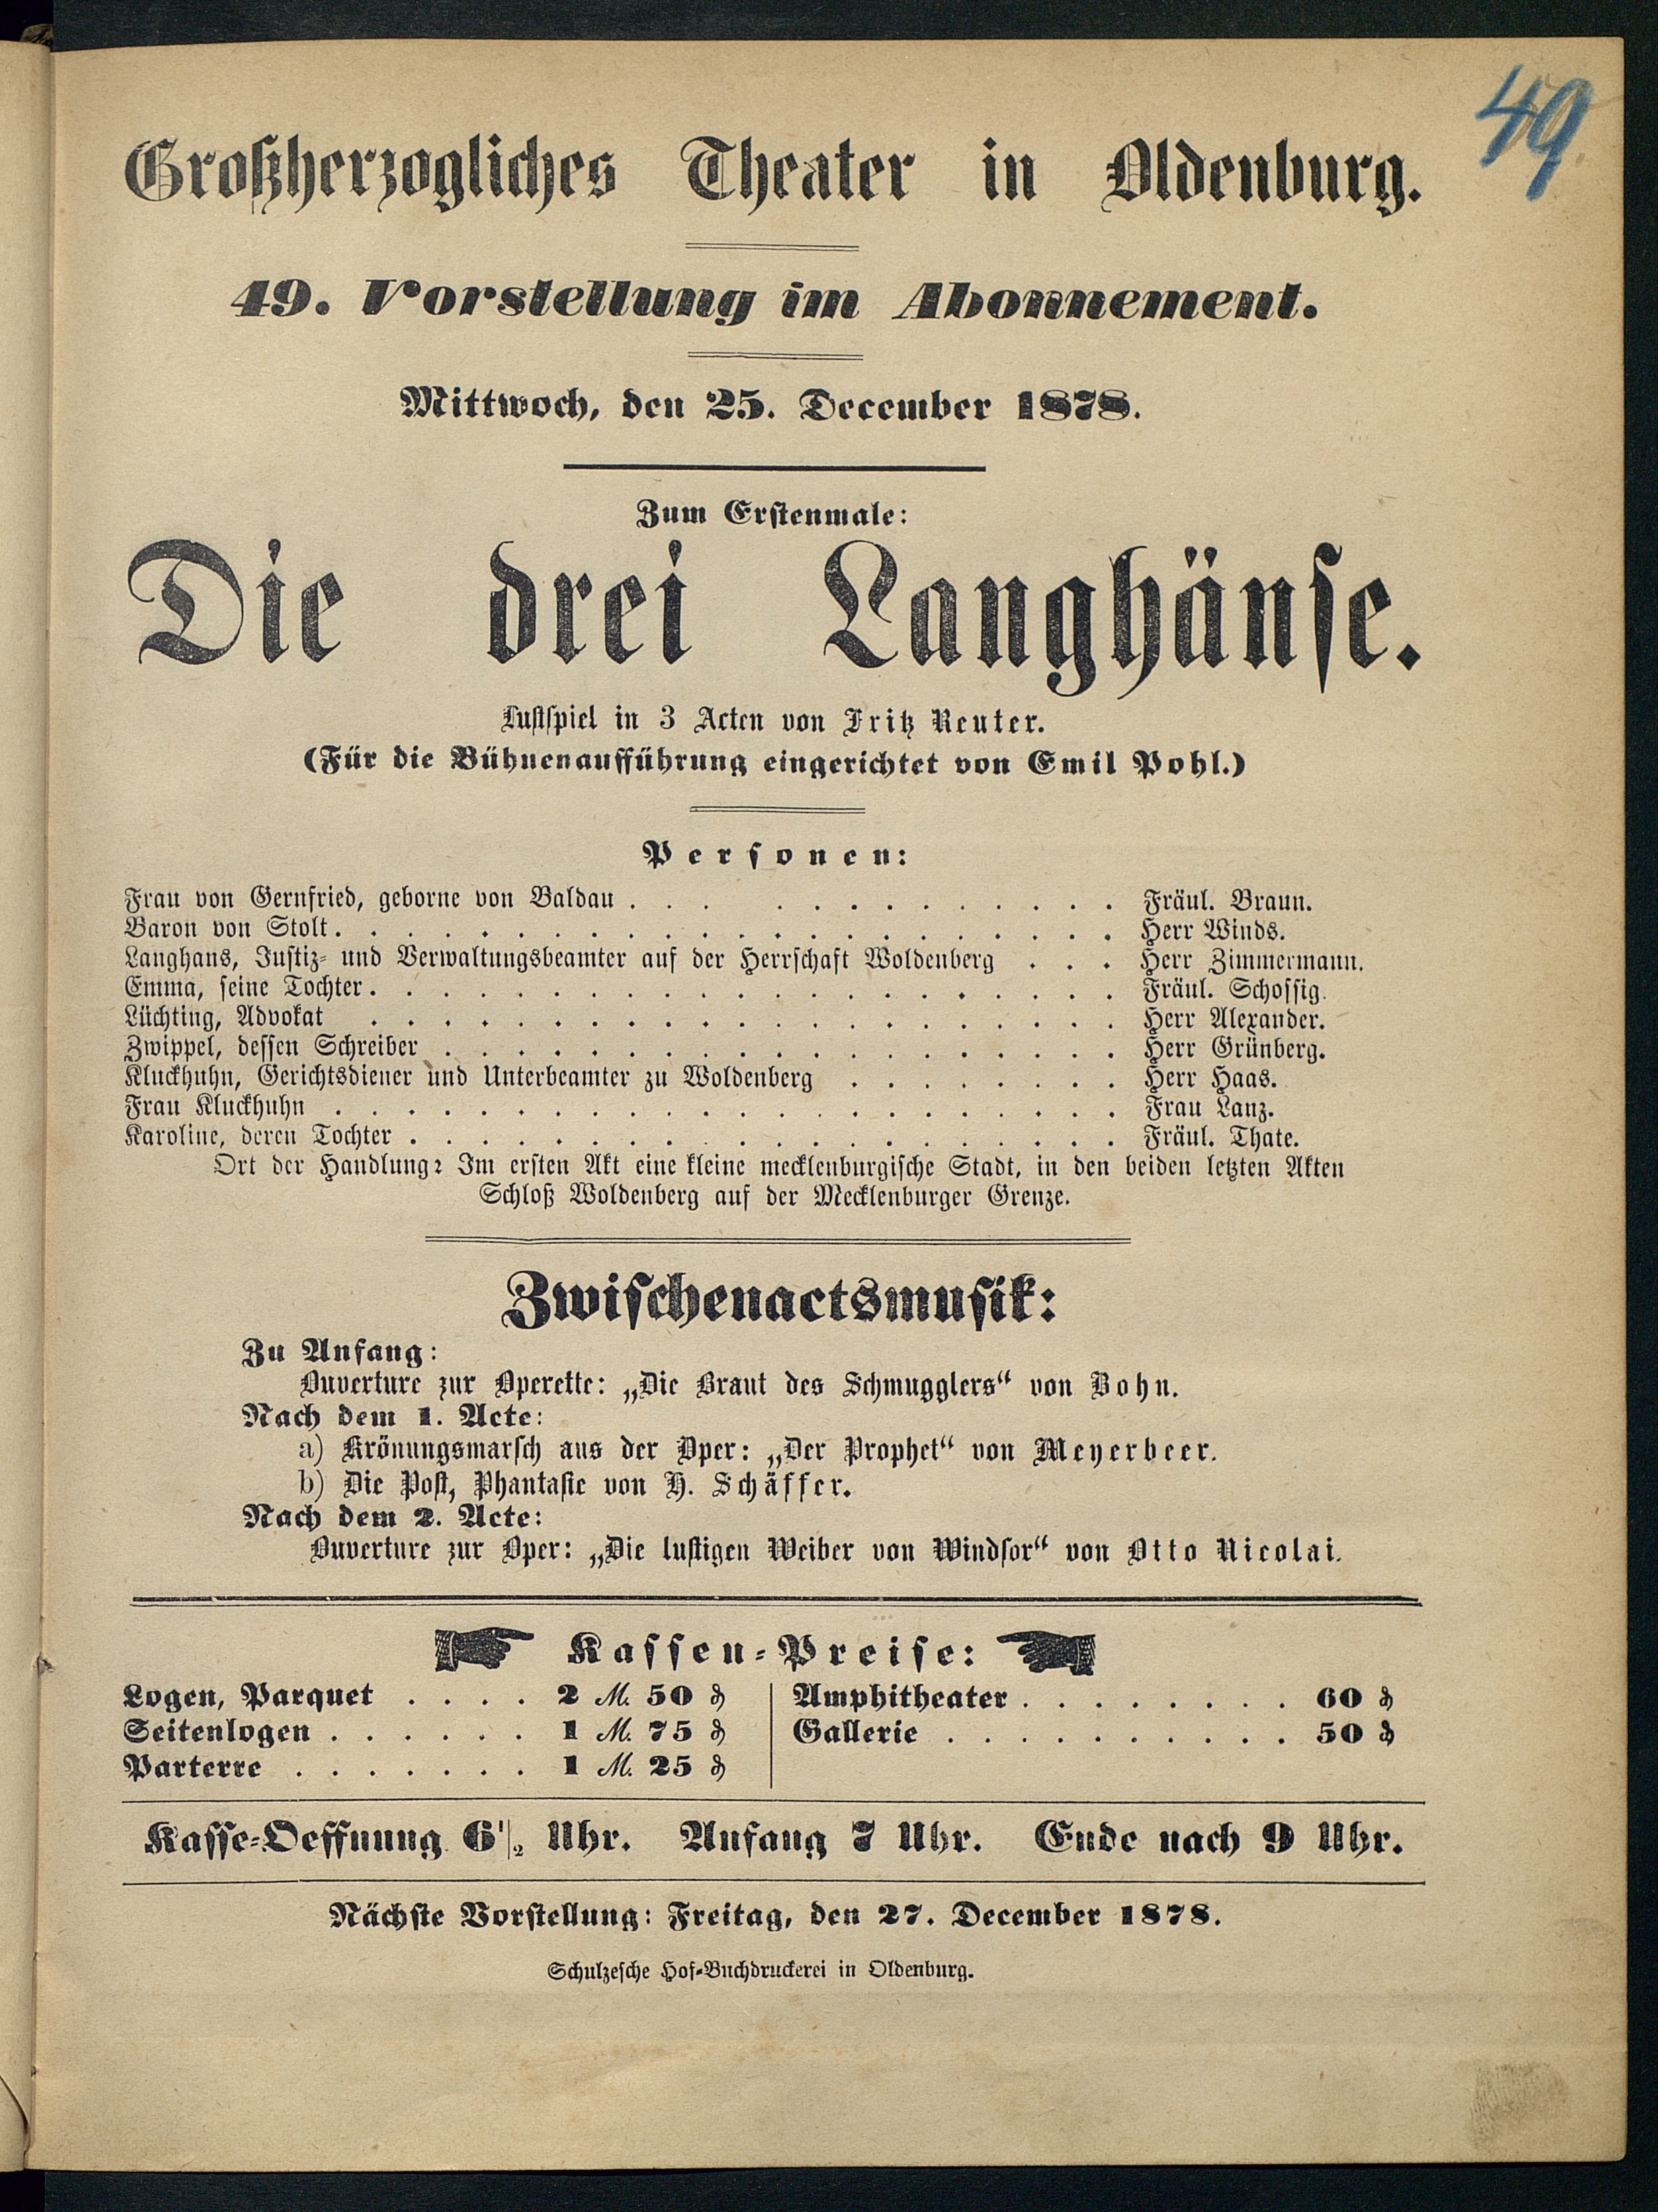 49.
Großherzogliches Theater in Oldenburg.
49. Vorstellung im Abonnement.
Mittwoch, den 25. December 1878.
Zum Erstenmale:
Die drei Langhänse.
Lustspiel in 3 Acten von Fritz Reuter.
(Für die Bühnenaufführung eingerichtet von Emil Pohl.)
Personen:
Frau von Gernfried, geborne von Baldau . . . . . . . . . . . . . Fräul. Braun.
Baron von Stolt. . . . . . . . . . . . . . . . . . . . . . Herr Winds.
Langhans, Justiz- und Verwaltungsbeamter auf der Herrschaft Woldenberg . . . Herr Zimmermann.
Emma, seine Tochter. . . . . . . . . . . . . . . . . . . . . Fräul. Schossig.
Lüchting, Advokat . . . . . . . . . . . . . . . . . . . . . Herr Alexander.
Zwippel, dessen Schreiber . . . . . . . . . . . . . . . . . . . Herr Grünberg.
Kluckhuhn, Gerichtsdiener und Unterbeamter zu Woldenberg . . . . . . . . Herr Haas.
Frau Kluckhuhn . . . . . . . . . . . . . . . . . . . . . . Frau Lanz.
Karoline, deren Tochter . . . . . . . . . . . . . . . . . . . . Fräul. Thate.
Ort der Handlung: Im ersten Akt eine kleine mecklenburgische Stadt, in den beiden letzten Akten
Schloß Woldenberg auf der Mecklenburger Grenze.
Zwischenactsmusik:
Zu Anfang:
Ouverture zur Operette: „Die Braut des Schmugglers“ von Bohn.
Nach dem 1. Acte:
a) Krönungsmarsch aus der Oper: „Der Prophet“ von Meyerbeer.
b) Die Post, Phantasie von H. Schäffer.
Nach dem 2. Acte:
Ouverture zur Oper: „Die lustigen Weiber von Windsor“ von Otto Nicolai.
Kassen-Preise:
Logen, Parquet . . . . 2 M. 50 ₰
Seitenlogen . . . . . . 1 M. 75 ₰
Parterre . . . . . . . 1 M. 25 ₰
Amphitheater . . . . . . . . 60 ₰
Gallerie . . . . . . . . . . 50 ₰
Kasse-Oeffnung 6 1/2 Uhr. Anfang 7 Uhr. Ende nach 9 Uhr.
Nächste Vorstellung: Freitag, den 27. December 1878.
Schulzesche Hof-Buchdruckerei in Oldenburg.